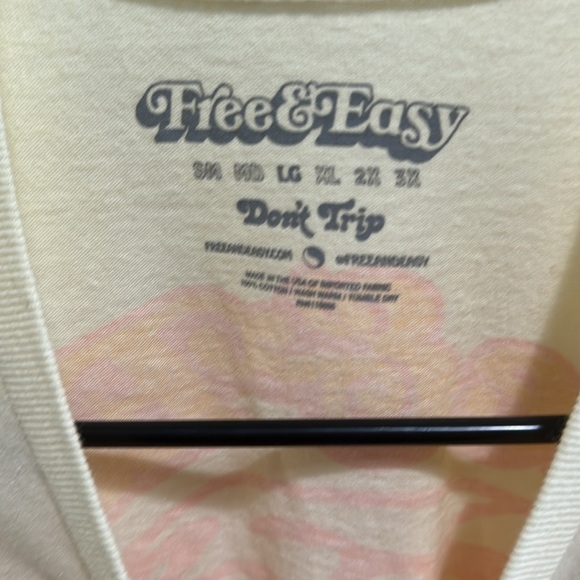 Free&Easy
SM MD LG XL 2X 3X
Don't Trip
FREEANDEASY.COM @FREEANDEASY
MADE IN THE USA OF IMPORTED FABRIC
100% COTTON / WASH WARM / TUMBLE DRY